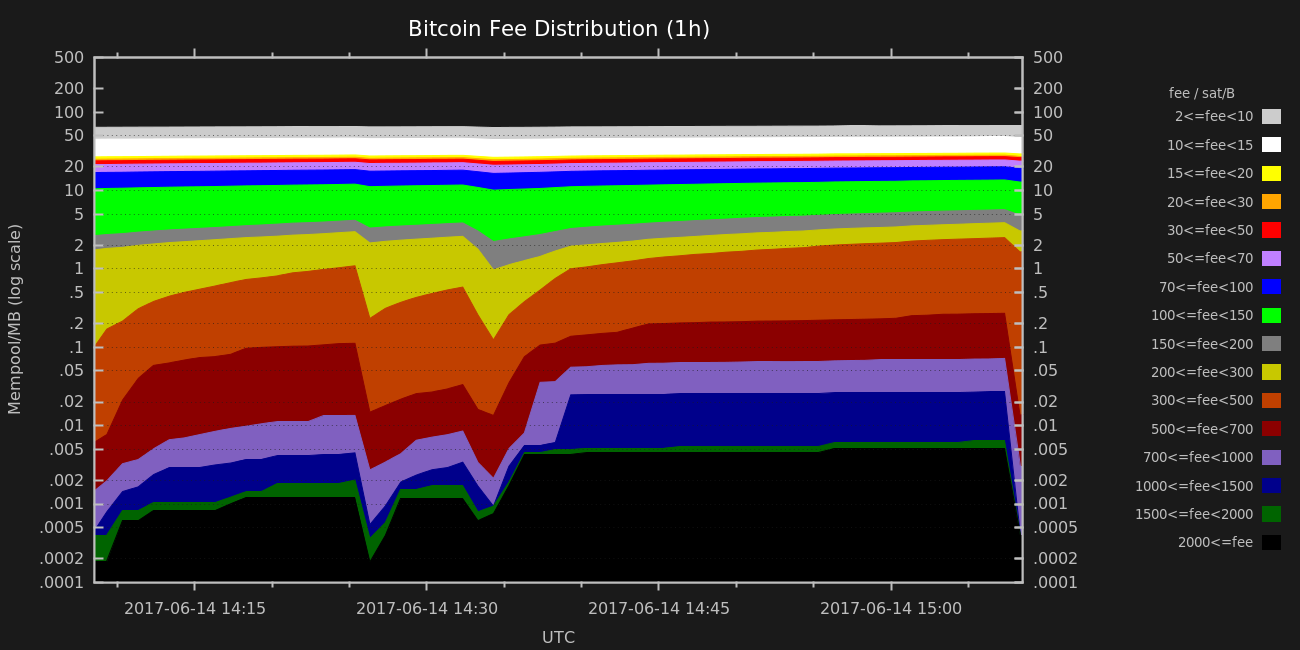 Bitcoin Fee Distribution (1h)
500 500
200 200
100 100
50 50
20 20
10 10
5 5
2 2
1 1
.5 .5
.2 .2
.1 .1
.05 .05
.02 .02
.01 .01
.005 .005
.002 .002
.001 .001
.0005 .0005
.0002 .0002
.0001 .0001
Mempool/MB (log scale)
2017-06-14 14:15 2017-06-14 14:30 2017-06-14 14:45 2017-06-14 15:00
UTC
fee / sat/B
2<=fee<10
10<=fee<15
15<=fee<20
20<=fee<30
30<=fee<50
50<=fee<70
70<=fee<100
100<=fee<150
150<=fee<200
200<=fee<300
300<=fee<500
500<=fee<700
700<=fee<1000
1000<=fee<1500
1500<=fee<2000
2000<=fee